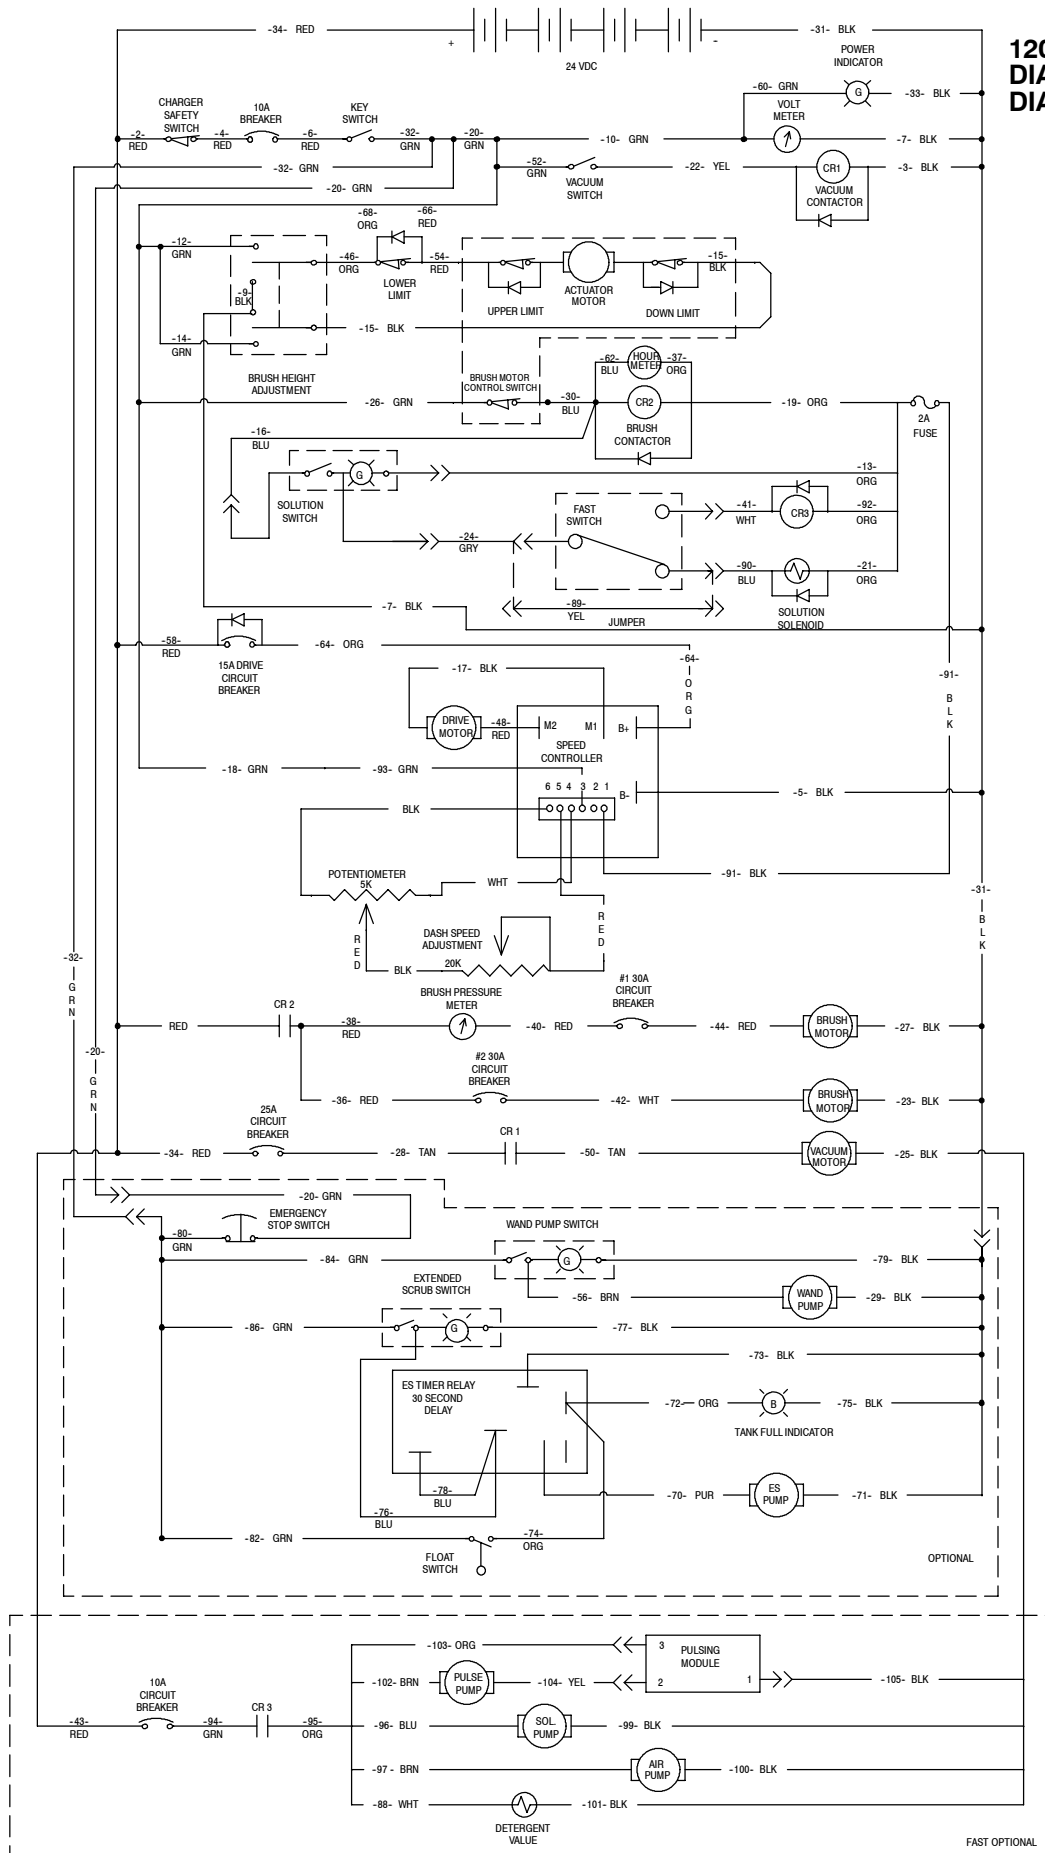 -34- RED
+
-
24 VDC
-31- BLK
120
DIA
DIA
POWER
INDICATOR
-60- GRN
G
-33- BLK
VOLT
METER
CHARGER
SAFETY
SWITCH
10A
BREAKER
KEY
SWITCH
-2-
RED
-4-
RED
-6-
RED
-32-
GRN
-20-
GRN
-10- GRN
-7- BLK
-32- GRN
-52-
GRN
VACUUM
SWITCH
-22- YEL
CR1
-3- BLK
VACUUM
CONTACTOR
-20- GRN
-68-
ORG
-66-
RED
-12-
GRN
-46-
ORG
-54-
RED
LOWER
LIMIT
UPPER LIMIT
ACTUATOR
MOTOR
-15-
BLK
DOWN LIMIT
-9-
BLK
-15- BLK
-14-
GRN
BRUSH HEIGHT
ADJUSTMENT
BRUSH MOTOR
CONTROL SWITCH
-62-
BLU
HOUR
METER
-37-
ORG
-26- GRN
-30-
BLU
CR2
BRUSH
CONTACTOR
-19- ORG
2A
FUSE
-16-
BLU
G
SOLUTION
SWITCH
-13-
ORG
FAST
SWITCH
-41-
WHT
CR3
-92-
ORG
-24-
GRY
-90-
BLU
-21-
ORG
SOLUTION
SOLENOID
-7- BLK
-89-
YEL
JUMPER
-58-
RED
15A DRIVE
CIRCUIT
BREAKER
-64- ORG
-64-
O
R
G
-17- BLK
-91-
B
L
K
DRIVE
MOTOR
-48-
RED
M2
M1
B+
SPEED
CONTROLLER
-18- GRN
-93- GRN
6 5 4 3 2 1
B-
-5- BLK
BLK
POTENTIOMETER
5K
WHT
-91- BLK
-31-
B
L
K
R
E
D
DASH SPEED
ADJUSTMENT
R
E
D
BLK
20K
-32-
G
R
N
CR 2
BRUSH PRESSURE
METER
#1 30A
CIRCUIT
BREAKER
RED
-38-
RED
-40- RED
-44- RED
BRUSH
MOTOR
-27- BLK
-20-
G
R
N
#2 30A
CIRCUIT
BREAKER
-36- RED
-42- WHT
BRUSH
MOTOR
-23- BLK
25A
CIRCUIT
BREAKER
CR 1
-34- RED
-28- TAN
-50- TAN
VACUUM
MOTOR
-25- BLK
-20- GRN
EMERGENCY
STOP SWITCH
-80-
GRN
WAND PUMP SWITCH
-84- GRN
G
-79- BLK
EXTENDED
SCRUB SWITCH
-56- BRN
WAND
PUMP
-29- BLK
-86- GRN
G
-77- BLK
-73- BLK
ES TIMER RELAY
30 SECOND
DELAY
-72- ORG
B
-75- BLK
TANK FULL INDICATOR
-78-
BLU
-70- PUR
ES
PUMP
-71- BLK
-76-
BLU
-82- GRN
-74-
ORG
FLOAT
SWITCH
OPTIONAL
-103- ORG
3
PULSING
MODULE
-102- BRN
PULSE
PUMP
-104- YEL
2
1
-105- BLK
10A
CIRCUIT
BREAKER
CR 3
-43-
RED
-94-
GRN
-95-
ORG
-96- BLU
SOL.
PUMP
-99- BLK
-97 - BRN
AIR
PUMP
-100- BLK
-88- WHT
-101- BLK
DETERGENT
VALUE
FAST OPTIONAL